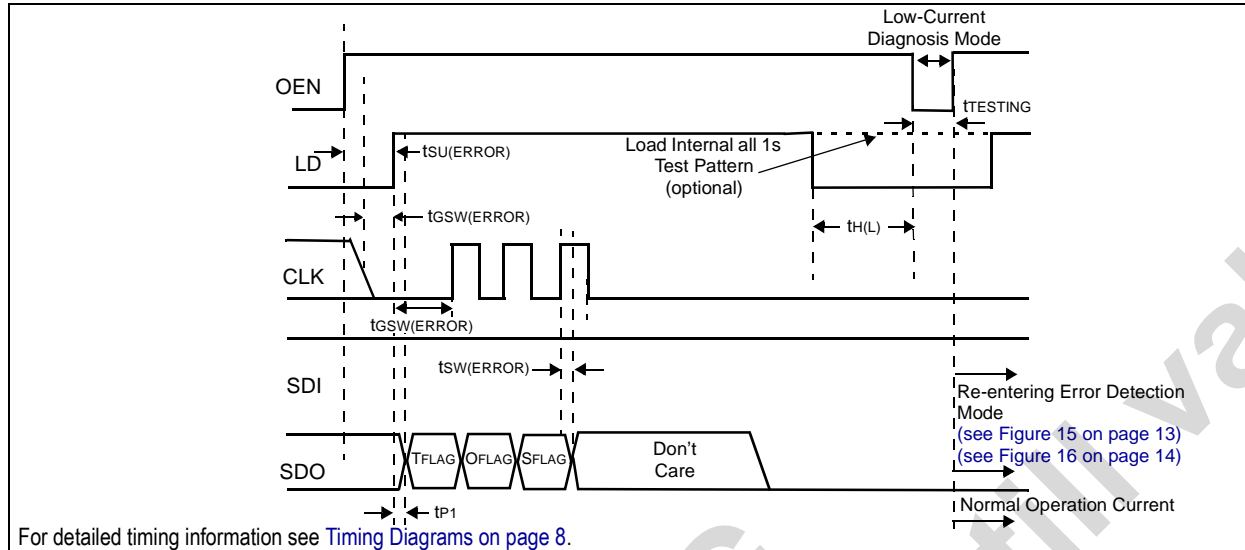 Low-Current
Diagnosis Mode
OEN
tTESTING
LD
tSU(ERROR)
Load Internal all 1s
Test Pattern
(optional)
tGSW(ERROR)
tH(L)
CLK
tGSW(ERROR)
tSW(ERROR)
SDI
Re-entering Error Detection
Mode
(see Figure 15 on page 13)
(see Figure 16 on page 14)
SDO
TFLAG
OFLAG
SFLAG
Don't
Care
tP1
Normal Operation Current
For detailed timing information see Timing Diagrams on page 8.